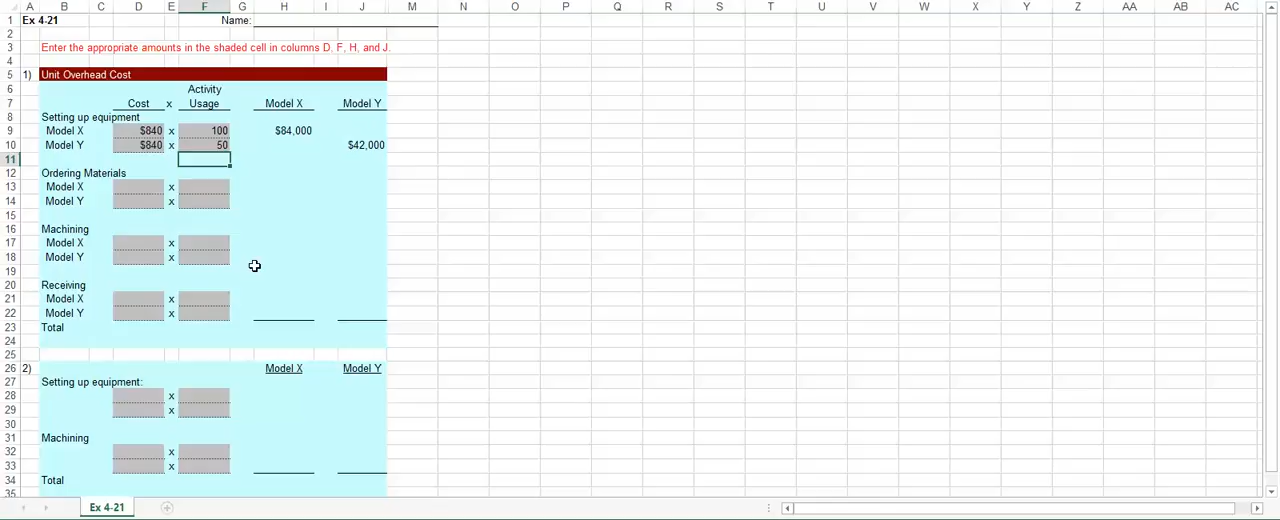 A B C D E F G H I J M N O P Q R S T U V W X Y Z AA AB AC
1 Ex 4-21 Name:
2
3 Enter the appropriate amounts in the shaded cell in columns D, F, H, and J.
4
5 1) Unit Overhead Cost
6 Activity
7 Cost x Usage Model X Model Y
8 Setting up equipment
9 Model X $840 x 100 $84,000
10 Model Y $840 x 50 $42,000
11
12 Ordering Materials
13 Model X x
14 Model Y x
15
16 Machining
17 Model X x
18 Model Y x
19
20 Receiving
21 Model X x
22 Model Y x
23 Total
24
25
26 2) Model X Model Y
27 Setting up equipment:
28 x
29 x
30
31 Machining
32 x
33 x
34 Total
35
Ex 4-21